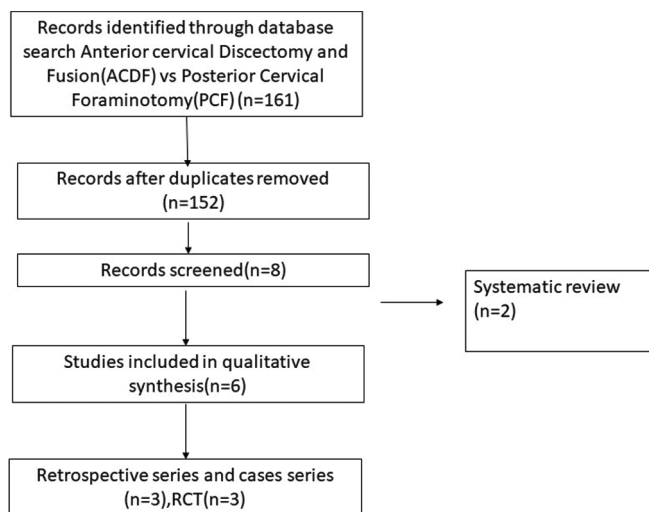 Records identified through database
search Anterior cervical Discectomy and
Fusion(ACDF) vs Posterior Cervical
Foraminotomy(PCF) (n=161)
Records after duplicates removed
(n=152)
Records screened(n=8)
Systematic review
(n=2)
Studies included in qualitative
synthesis(n=6)
Retrospective series and cases series
(n=3),RCT(n=3)